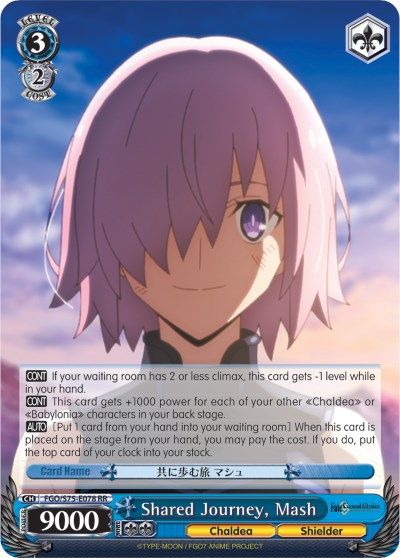 LEVEL
3
2
COST
CONT If your waiting room has 2 or less climax, this card gets -1 level while
in your hand.
CONT This card gets +1000 power for each of your other «Chaldea» or
«Babylonia» characters in your back stage.
AUTO [Put 1 card from your hand into your waiting room] When this card is
placed on the stage from your hand, you may pay the cost. If you do, put
the top card of your clock into your stock.
Card Name
共に歩む旅 マシュ
CH FGO/S75-E078 RR
POWER
9000
SOUL
Shared Journey, Mash
Chaldea
Shielder
©TYPE-MOON / FGO7 ANIME PROJECT